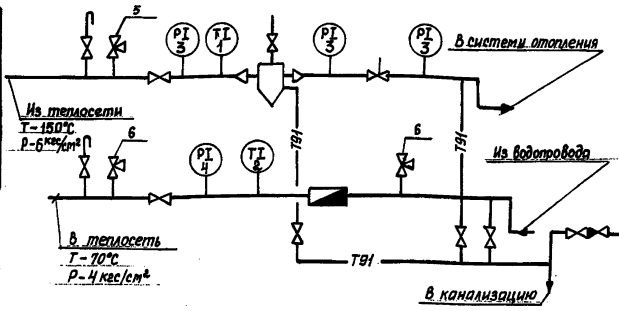 5
PI
3
TI
1
PI
3
PI
3
В систему отопления
Из теплосети
T-150°C
P-6 кгс/см²
Т91
Т91
6
6
PI
4
TI
2
Из водопровода
В теплосеть
T-70°C
P-4 кгс/см²
Т91
В канализацию